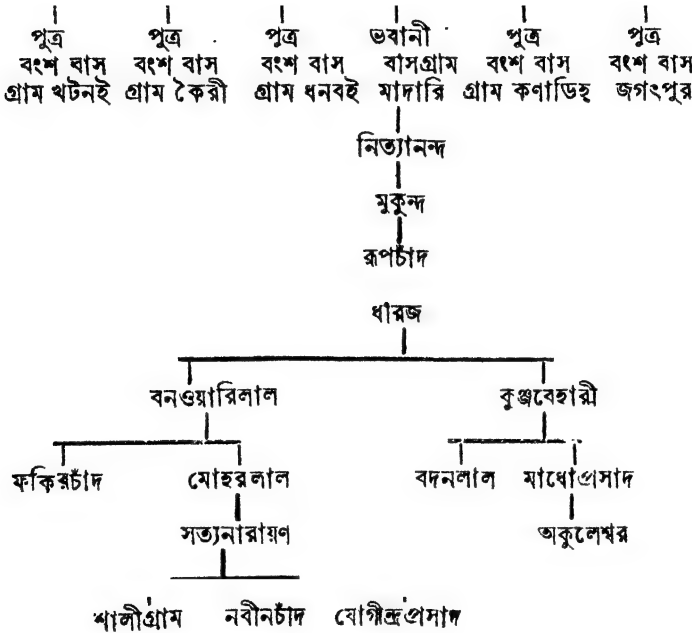 পুত্র পুত্র পুত্র ভবানী পুত্র পুত্র
বংশ বাস বংশ বাস বংশ বাস বাসগ্রাম বংশ বাস বংশ বাস
গ্রাম খটনই গ্রাম কৈরী গ্রাম ধনবই মাদারি গ্রাম কণাডিহ জগৎপুর
নিত্যানন্দ
মুকুন্দ
রূপচাঁদ
ধীরজ
বনওয়ারিলাল কুঞ্জবেহারী
ফকিরচাঁদ মোহরলাল বদনলাল মাধোপ্রসাদ
সত্যনারায়ণ অকুলেশ্বর
শালীগ্রাম নবীনচাঁদ যোগীন্দ্রপ্রসাদ